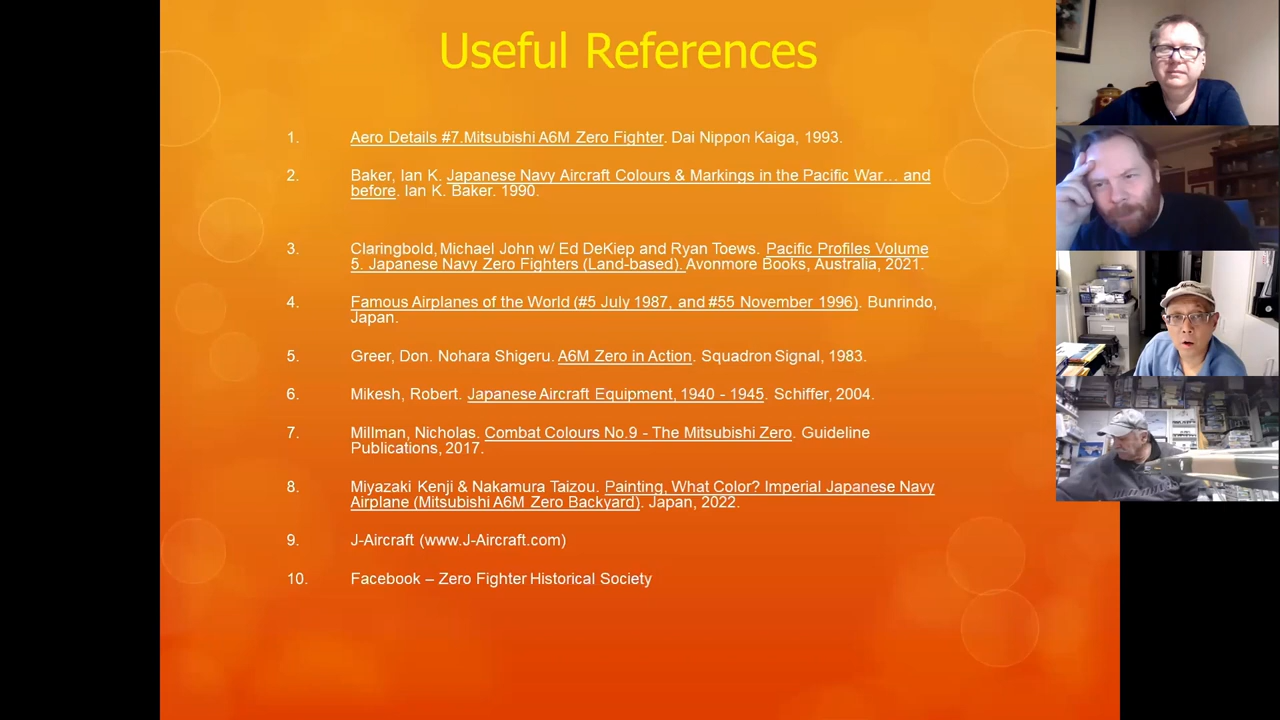 Useful References
1. Aero Details #7.Mitsubishi A6M Zero Fighter. Dai Nippon Kaiga, 1993.
2. Baker, Ian K. Japanese Navy Aircraft Colours & Markings in the Pacific War… and
before. Ian K. Baker. 1990.
3. Claringbold, Michael John w/ Ed DeKiep and Ryan Toews. Pacific Profiles Volume
5. Japanese Navy Zero Fighters (Land-based). Avonmore Books, Australia, 2021.
4. Famous Airplanes of the World (#5 July 1987, and #55 November 1996). Bunrindo,
Japan.
5. Greer, Don. Nohara Shigeru. A6M Zero in Action. Squadron Signal, 1983.
6. Mikesh, Robert. Japanese Aircraft Equipment, 1940 - 1945. Schiffer, 2004.
7. Millman, Nicholas. Combat Colours No.9 - The Mitsubishi Zero. Guideline
Publications, 2017.
8. Miyazaki Kenji & Nakamura Taizou. Painting, What Color? Imperial Japanese Navy
Airplane (Mitsubishi A6M Zero Backyard). Japan, 2022.
9. J-Aircraft (www.J-Aircraft.com)
10. Facebook – Zero Fighter Historical Society